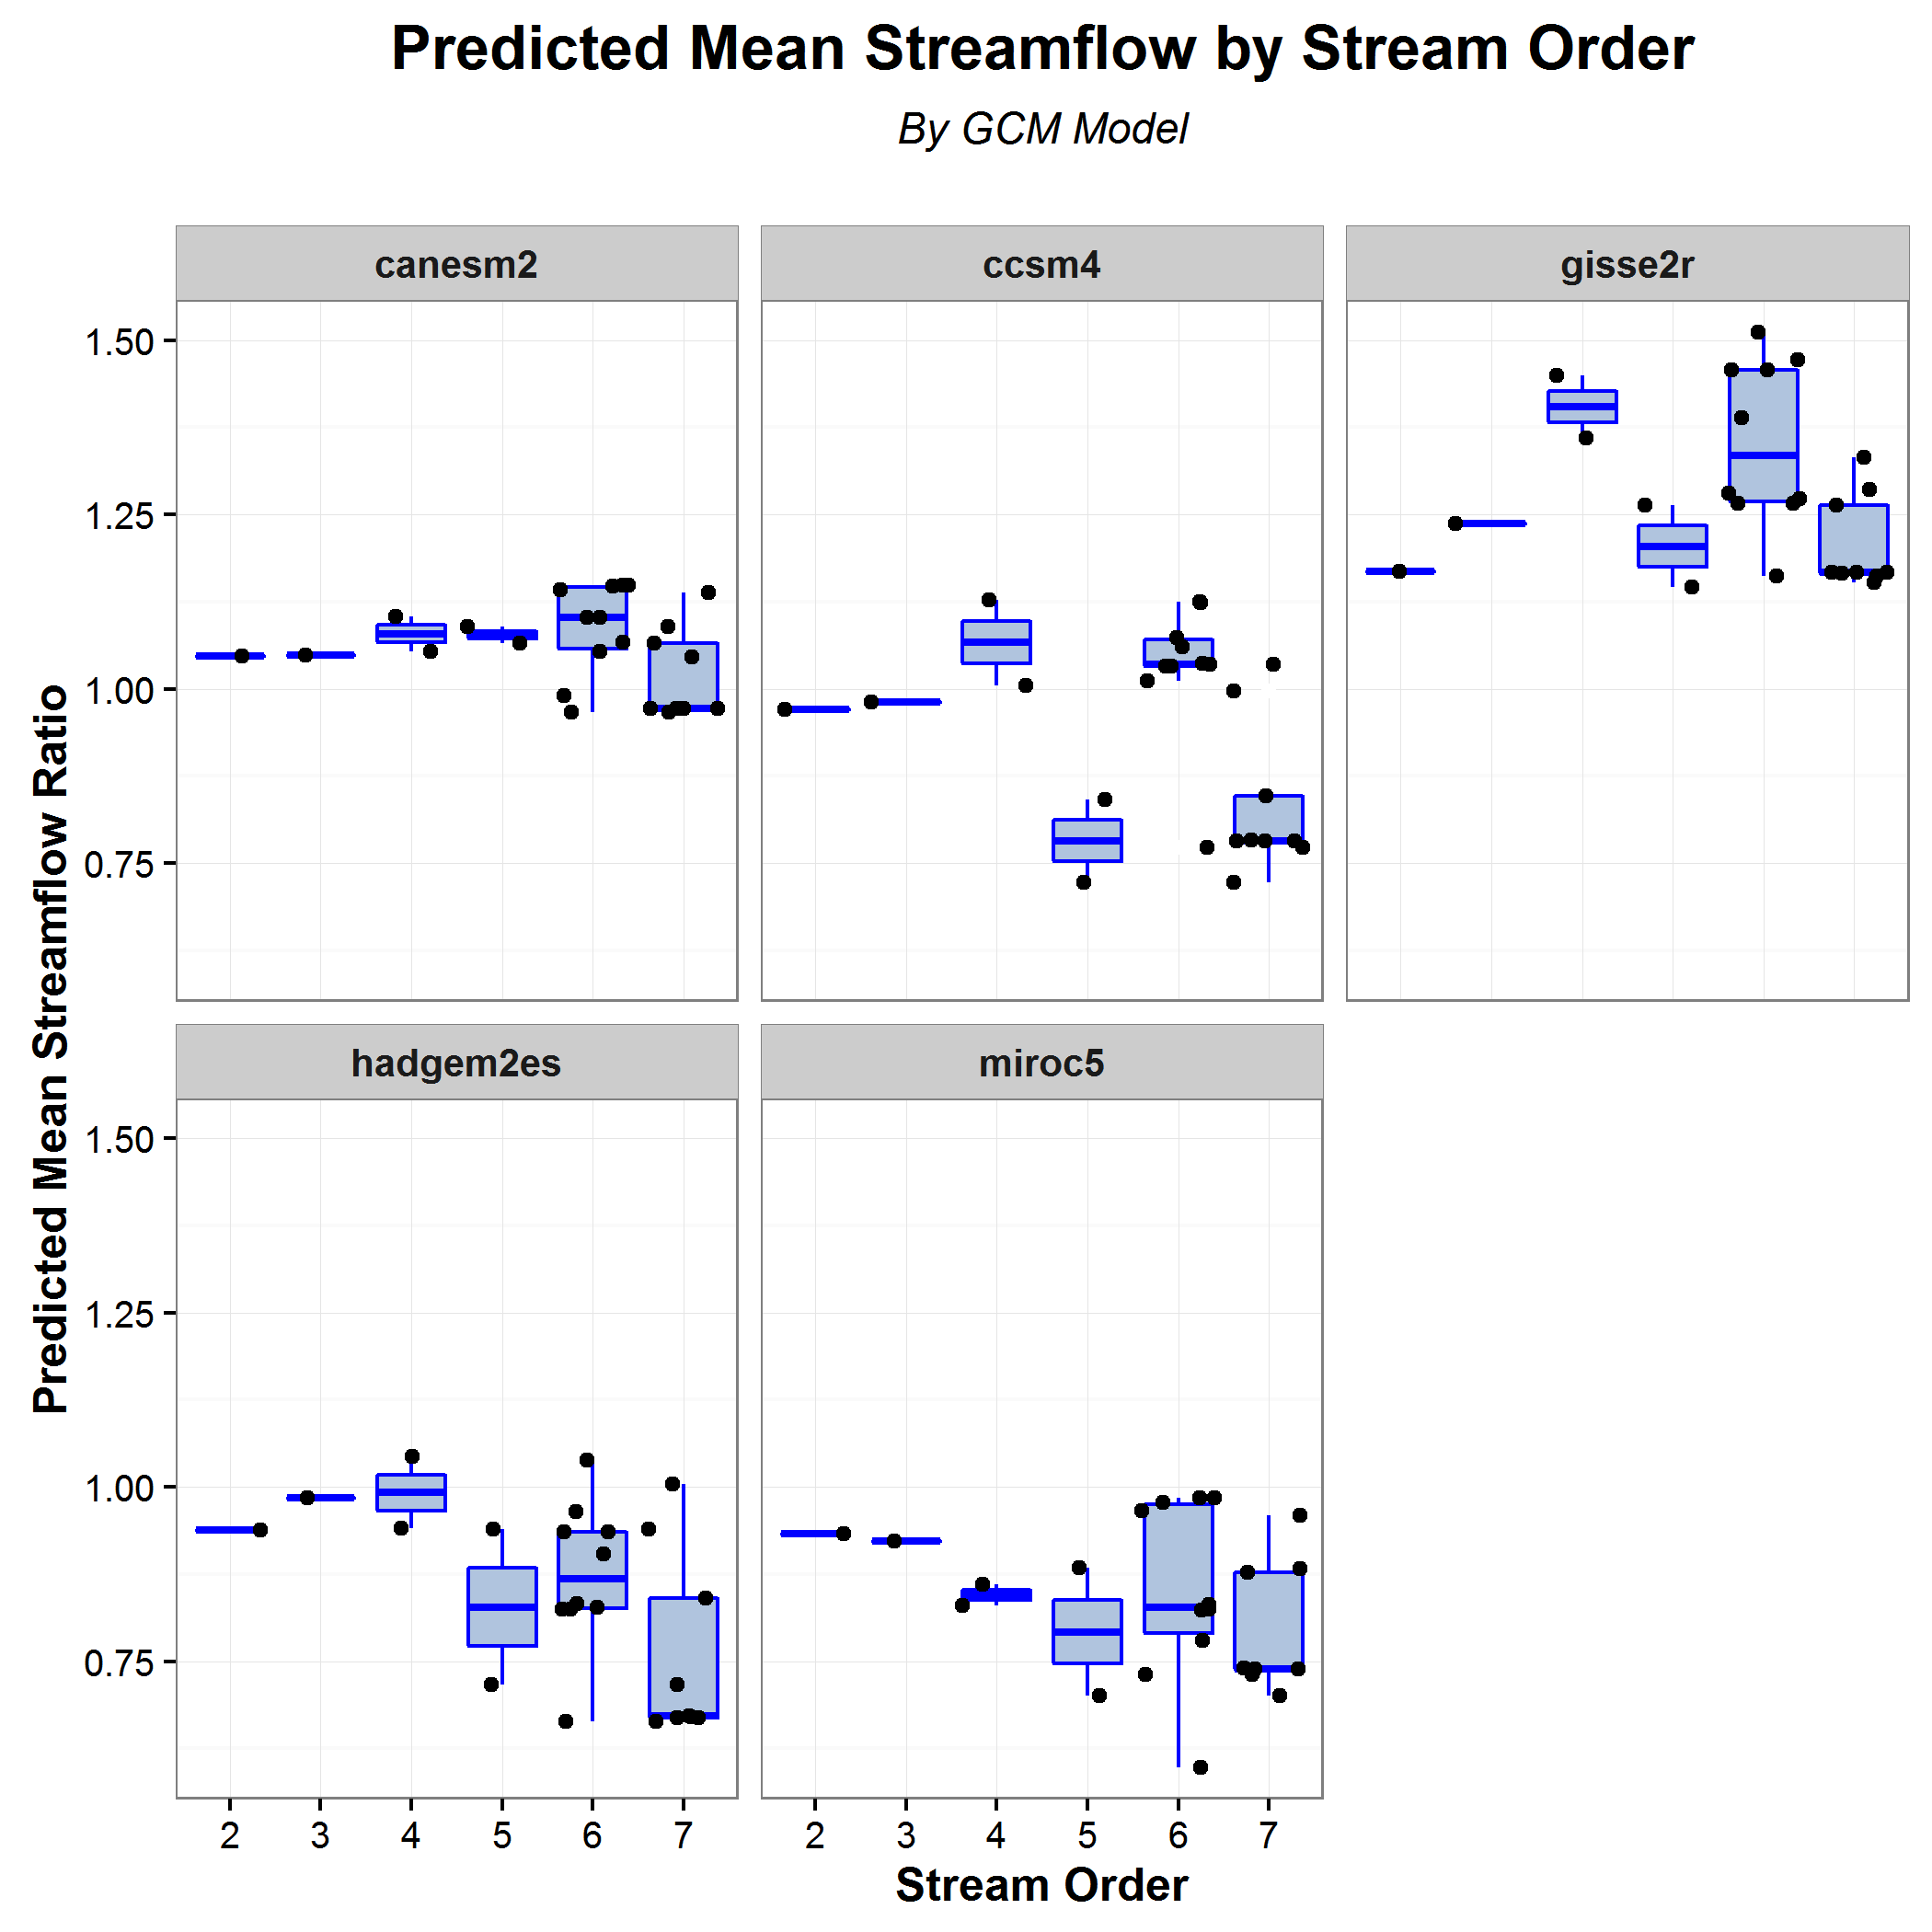 Predicted Mean Streamflow by Stream Order
By GCM Model
canesm2
ccsm4
gisse2r
1.50
1.25
1.00
0.75
hadgem2es
miroc5
1.50
1.25
1.00
0.75
Predicted Mean Streamflow Ratio
2 3 4 5 6 7
2 3 4 5 6 7
Stream Order